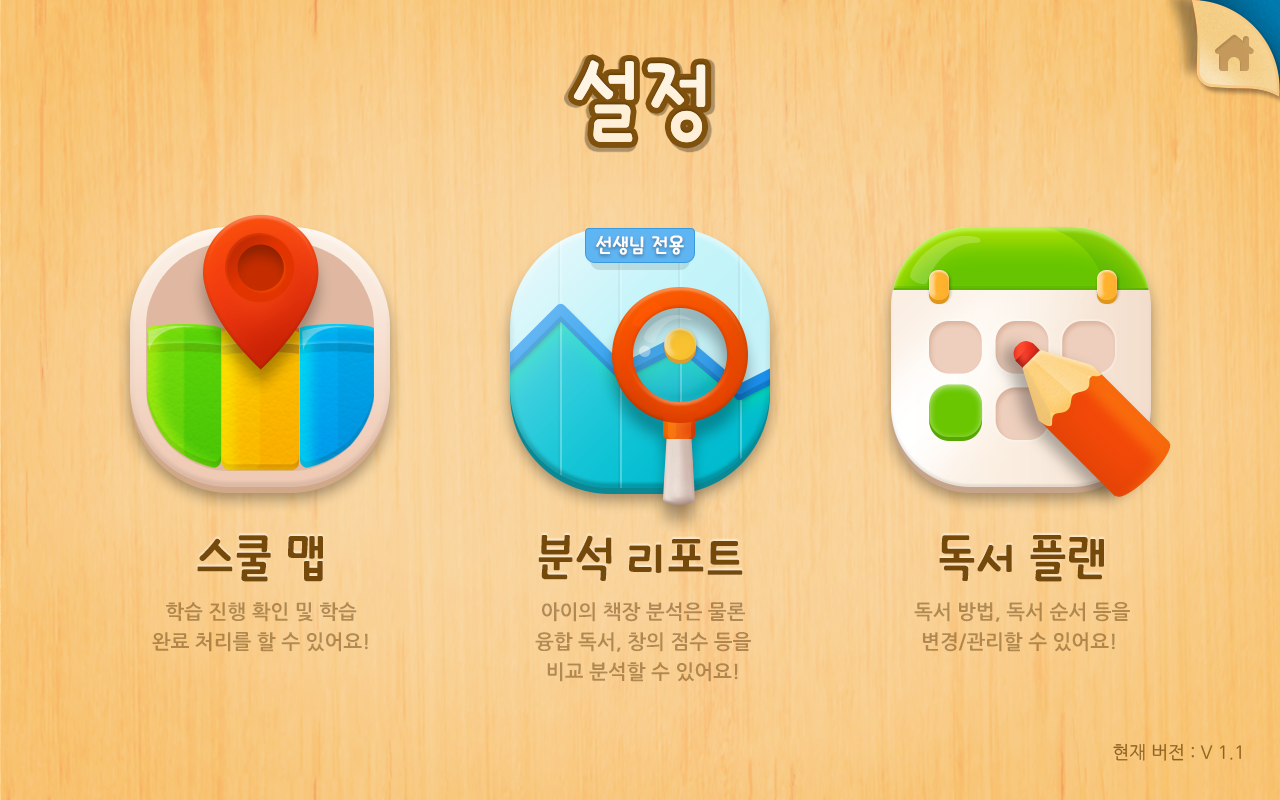 설정
선생님 전용
스쿨 맵
학습 진행 확인 및 학습
완료 처리를 할 수 있어요!
분석 리포트
아이의 책장 분석은 물론
융합 독서, 창의 점수 등을
비교 분석할 수 있어요!
독서 플랜
독서 방법, 독서 순서 등을
변경/관리할 수 있어요!
현재 버전 : V 1.1